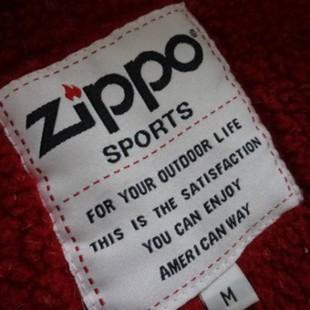 zippo®
SPORTS
FOR YOUR OUTDOOR LIFE
THIS IS THE SATISFACTION
YOU CAN ENJOY
AMERICAN WAY
M